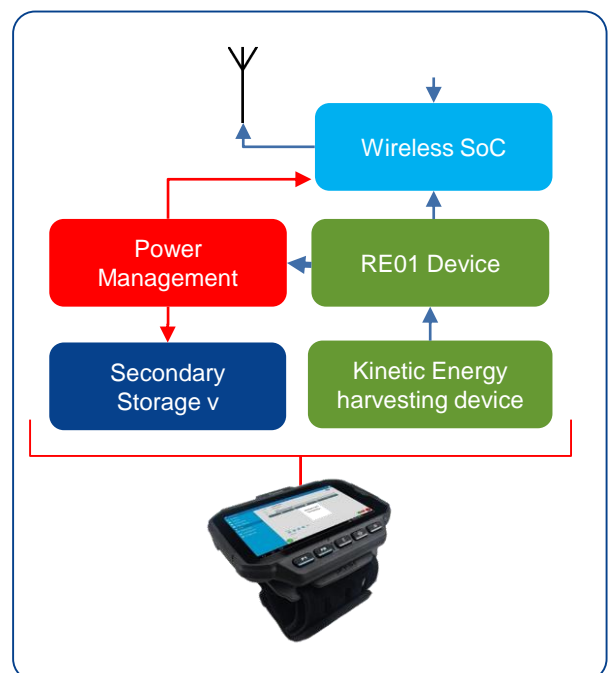 Wireless SoC
Power
Management
RE01 Device
Secondary
Storage v
Kinetic Energy
harvesting device